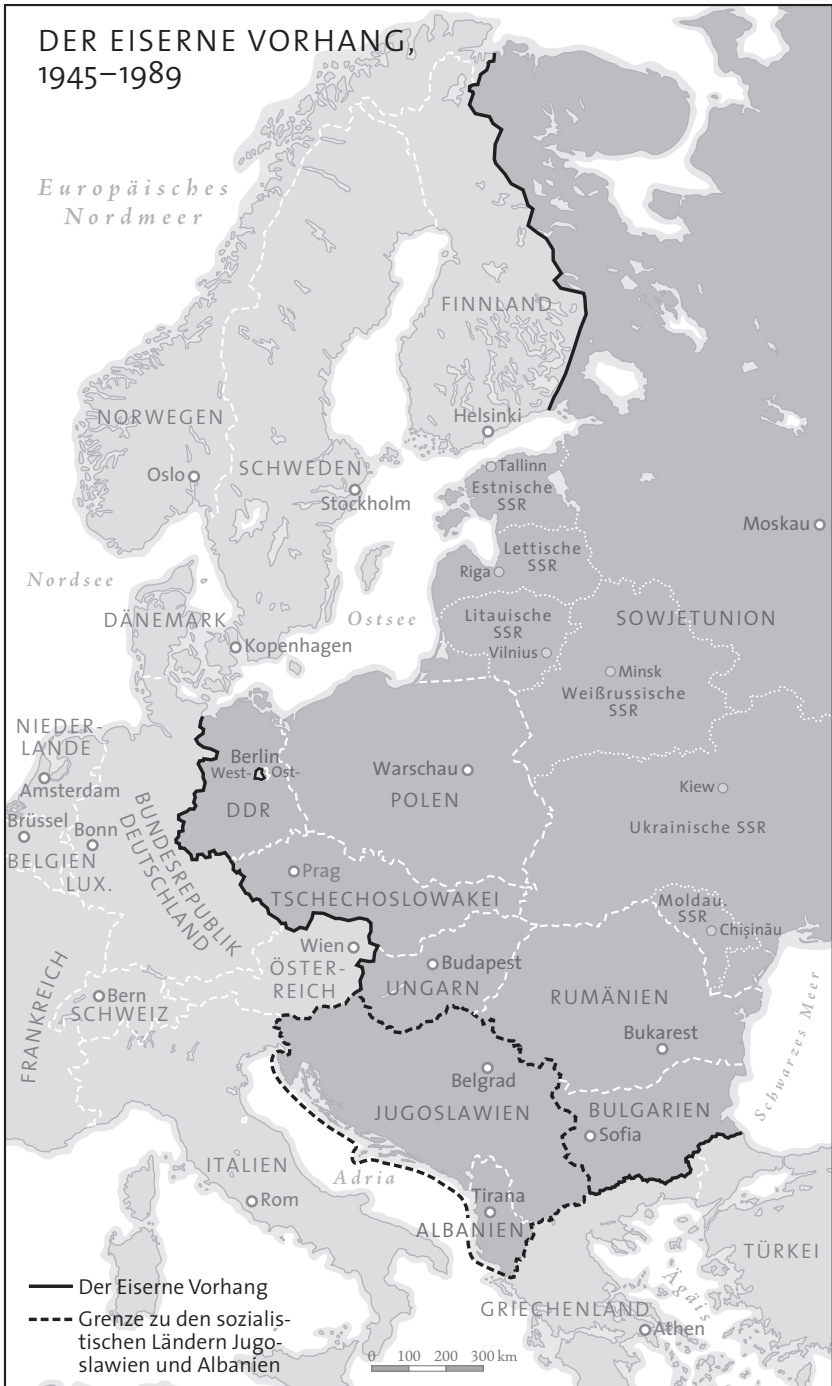 DER EISERNE VORHANG,
1945–1989
Europäisches
Nordmeer
FINNLAND
NORWEGEN
Helsinki
Oslo
SCHWEDEN
Stockholm
Tallinn
Estnische
SSR
Moskau
Lettische
SSR
Riga
Nordsee
DÄNEMARK
Ostsee
Litauische
SSR
Vilnius
SOWJETUNION
Kopenhagen
Minsk
Weißrussische
SSR
NIEDER-
LANDE
Amsterdam
Berlin
West-
Ost-
DDR
Warschau
POLEN
Kiew
Ukrainische SSR
Brüssel
BELGIEN
Bonn
LUX.
BUNDESREPUBLIK
DEUTSCHLAND
Prag
TSCHECHOSLOWAKEI
Moldau.
SSR
Chișinău
Wien
ÖSTER-
REICH
Budapest
UNGARN
FRANKREICH
Bern
SCHWEIZ
RUMÄNIEN
Bukarest
Schwarzes Meer
Belgrad
JUGOSLAWIEN
BULGARIEN
Sofia
ITALIEN
Adria
Rom
Tirana
ALBANIEN
TÜRKEI
GRIECHENLAND
Ägäis
Athen
Der Eiserne Vorhang
Grenze zu den sozialis-
tischen Ländern Jugo-
slawien und Albanien
0 100 200 300 km